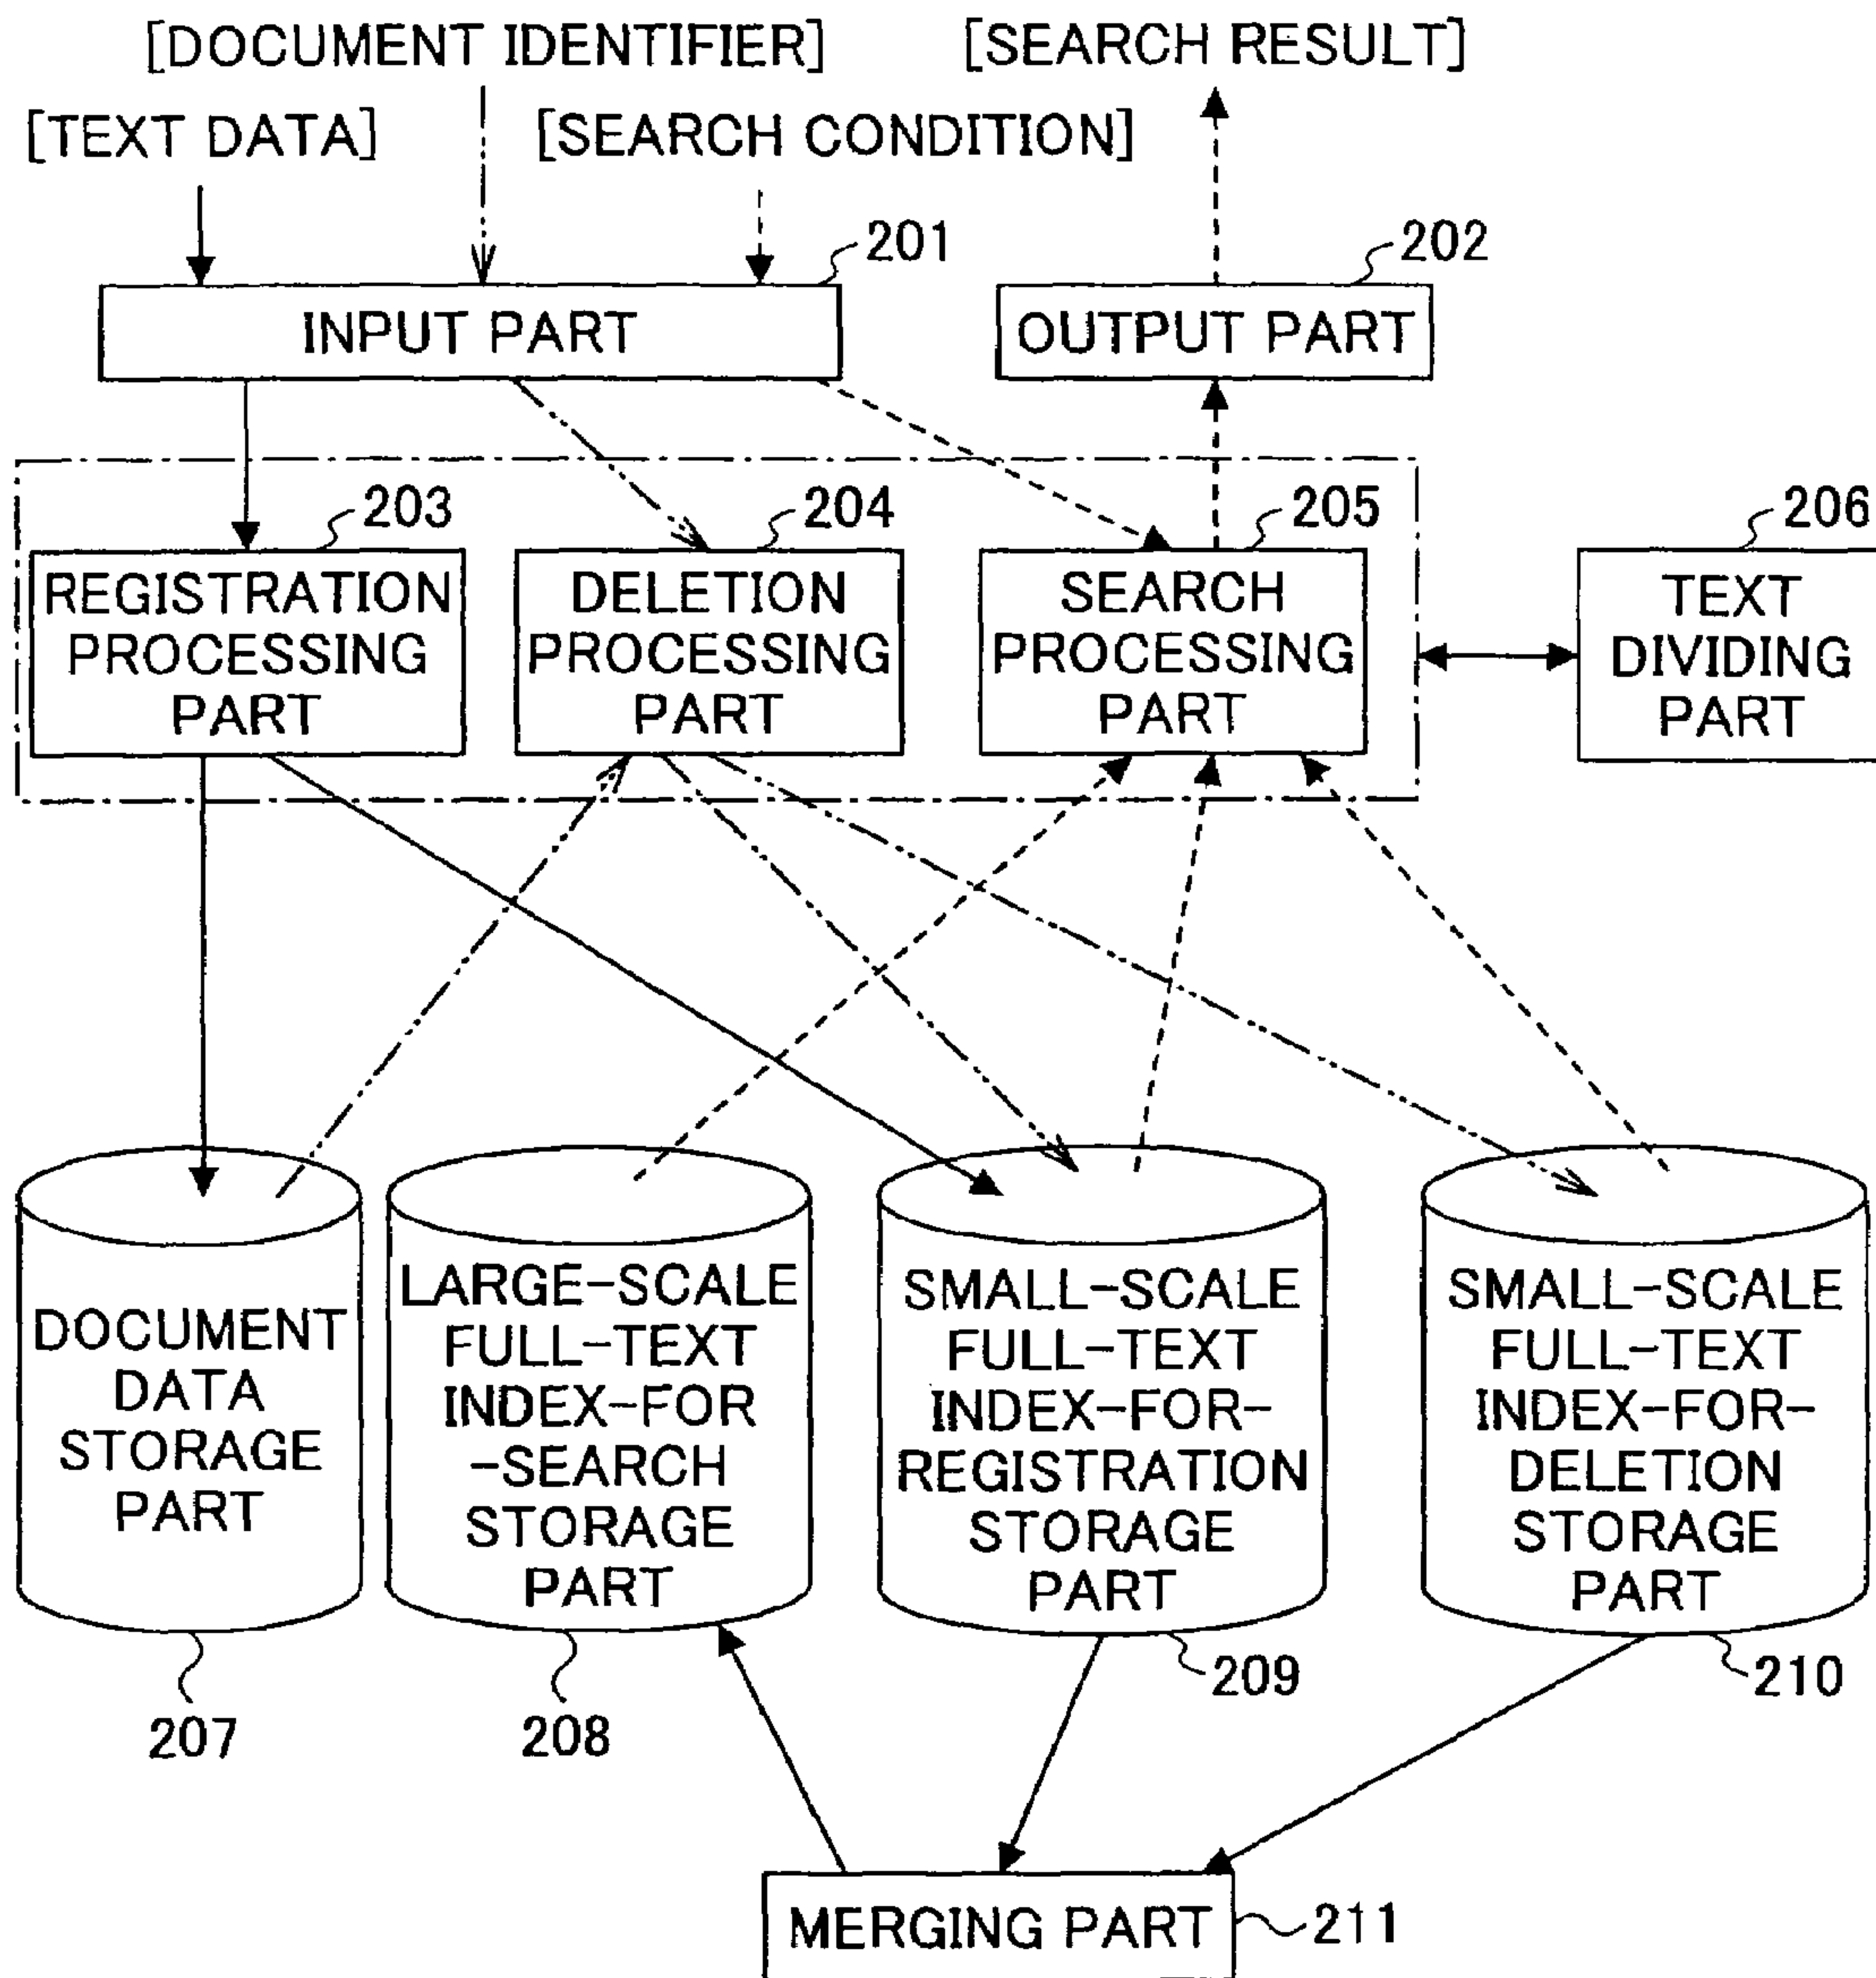 [DOCUMENT IDENTIFIER]
[SEARCH RESULT]
[TEXT DATA]
[SEARCH CONDITION]
201
202
INPUT PART
OUTPUT PART
203
204
205
206
REGISTRATION
PROCESSING
PART
DELETION
PROCESSING
PART
SEARCH
PROCESSING
PART
TEXT
DIVIDING
PART
DOCUMENT
DATA
STORAGE
PART
LARGE-SCALE
FULL-TEXT
INDEX-FOR
-SEARCH
STORAGE
PART
SMALL-SCALE
FULL-TEXT
INDEX-FOR-
REGISTRATION
STORAGE
PART
SMALL-SCALE
FULL-TEXT
INDEX-FOR-
DELETION
STORAGE
PART
207
208
209
210
MERGING PART
211